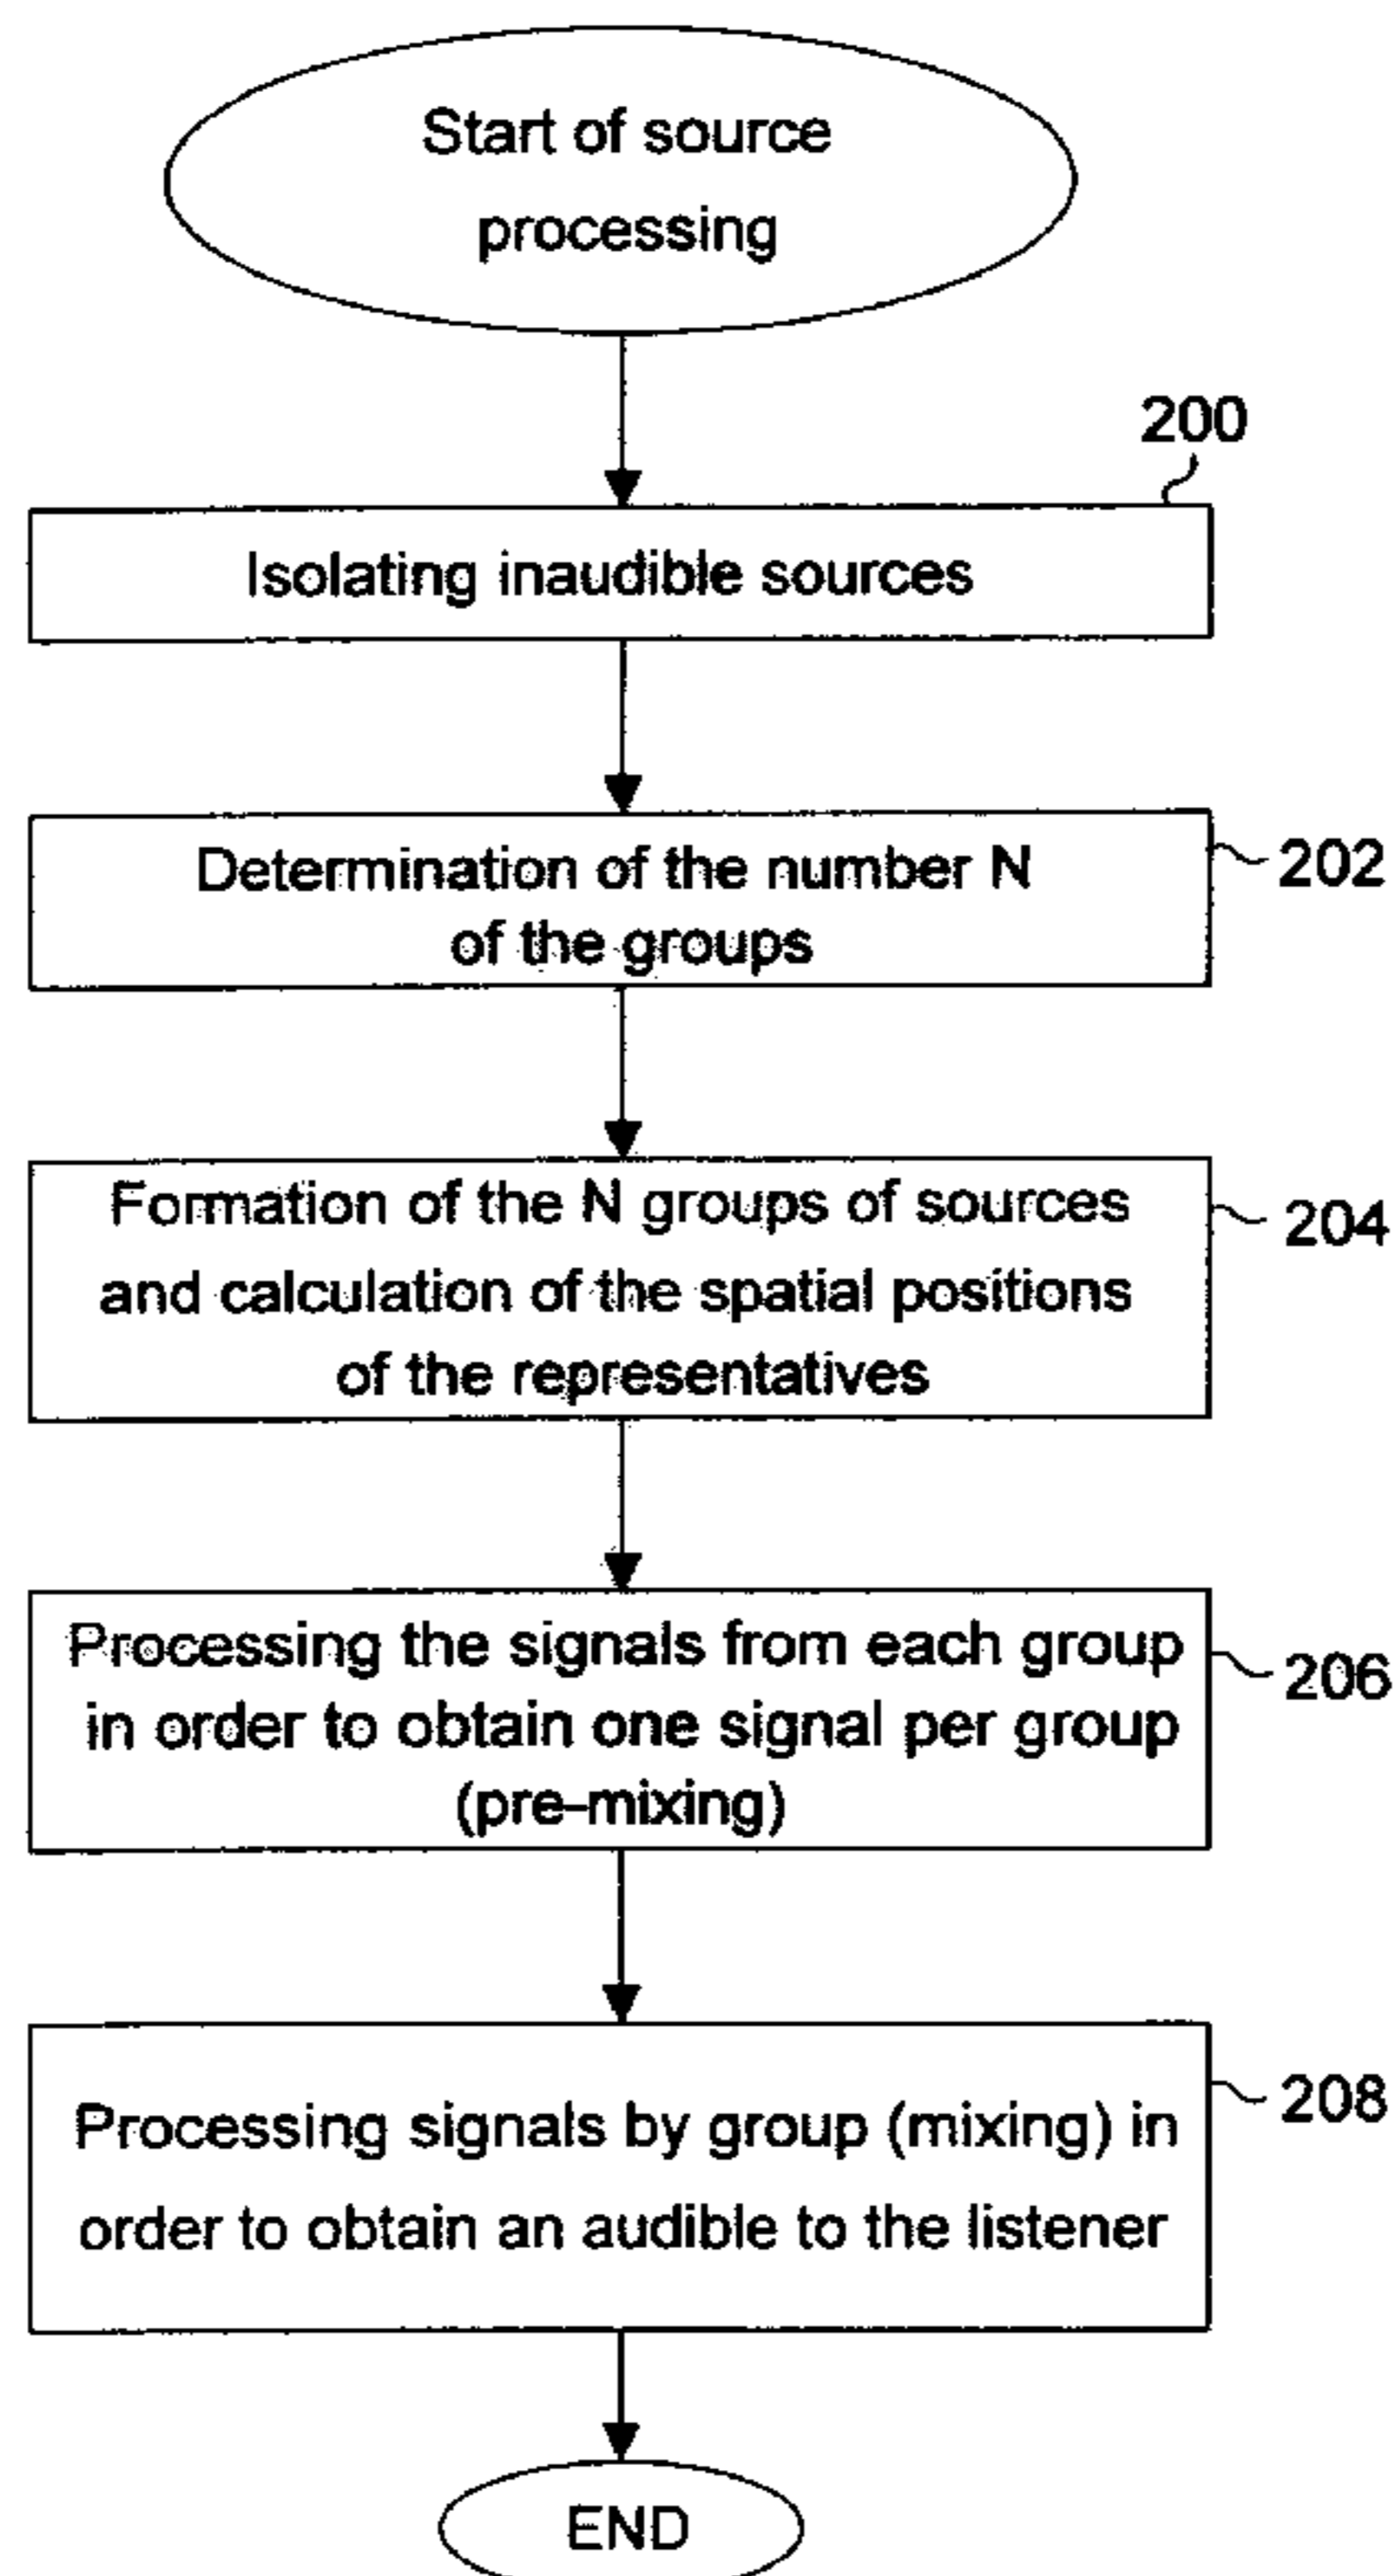 Start of source
processing
200
Isolating inaudible sources
Determination of the number N
of the groups
202
Formation of the N groups of sources
and calculation of the spatial positions
of the representatives
204
Processing the signals from each group
in order to obtain one signal per group
(pre-mixing)
206
Processing signals by group (mixing) in
order to obtain an audible to the listener
208
END